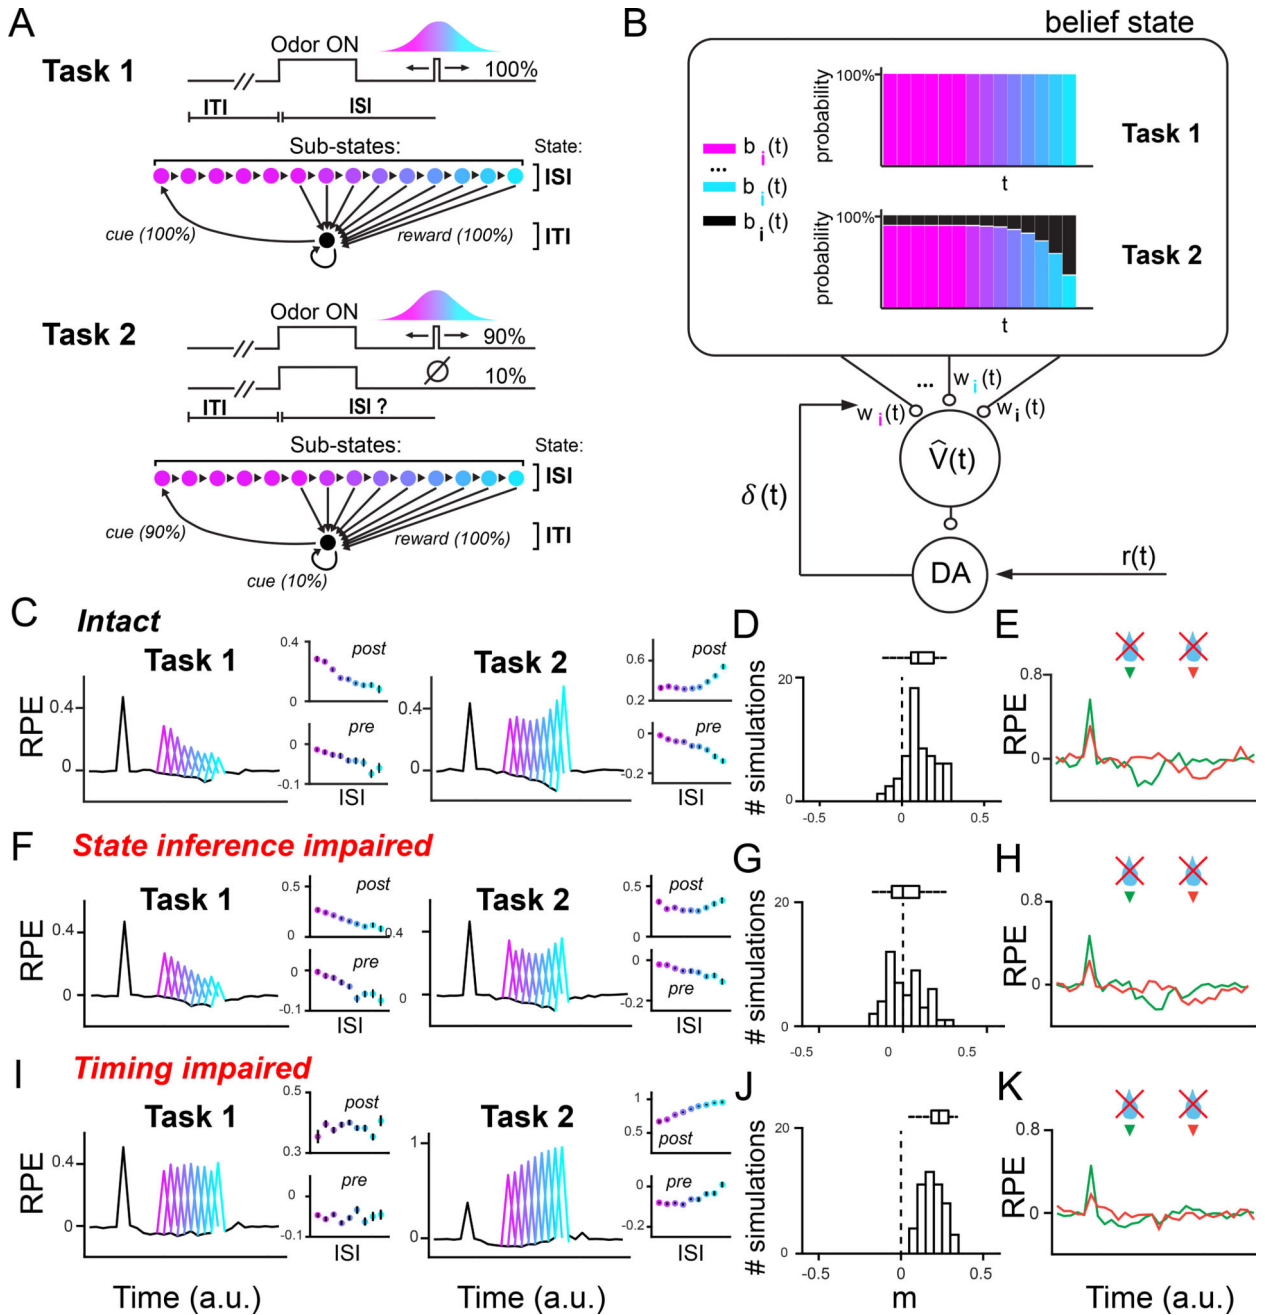 A
Task 1
Odor ON
100%
ITI
ISI
Sub-states:
State:
ISI
cue (100%)
reward (100%)
ITI
Task 2
Odor ON
90%
10%
ITI
ISI ?
Sub-states:
State:
ISI
cue (90%)
reward (100%)
ITI
cue (10%)
B
belief state
100%
probability
t
Task 1
b i(t)
...
b i(t)
b i(t)
100%
probability
t
Task 2
... w i(t)
w i(t)
w i(t)
V̂(t)
δ(t)
DA
r(t)
C
Intact
Task 1
RPE
0.4
0
0.4
post
0
pre
0
-0.1
ISI
Task 2
0.4
0
0.6
post
0.2
0
pre
-0.2
ISI
D
# simulations
20
0
-0.5
0
0.5
E
RPE
0.8
0
F
State inference impaired
Task 1
RPE
0.4
0
0.5
post
0
pre
0
-0.1
ISI
Task 2
0.4
0
0.5
post
0
0
pre
-0.2
ISI
G
# simulations
20
0
-0.5
0
0.5
H
RPE
0.8
0
I
Timing impaired
Task 1
RPE
0.4
0
0.5
post
0.3
pre
0
-0.1
ISI
Time (a.u.)
Task 2
1
0
1
0.5
post
pre
0
-0.2
ISI
Time (a.u.)
J
# simulations
20
0
-0.5
0
0.5
m
K
RPE
0.8
0
Time (a.u.)